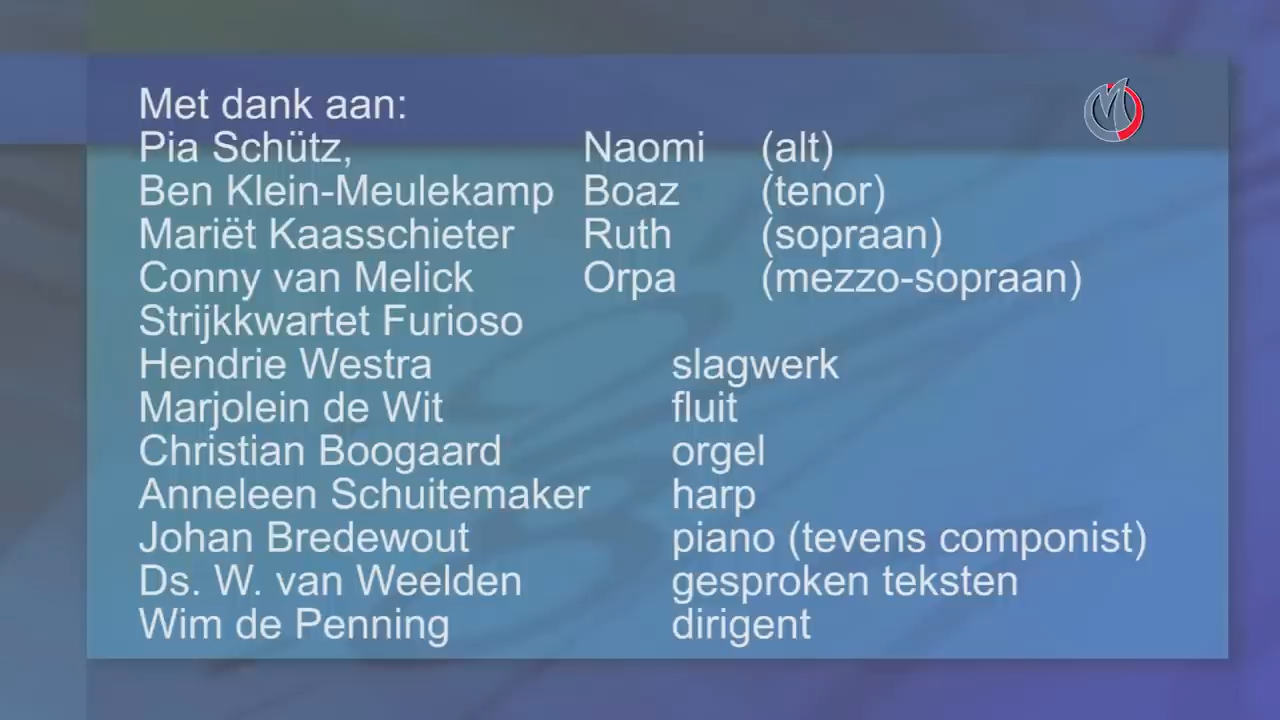 Met dank aan:
Pia Schütz, Naomi (alt)
Ben Klein-Meulekamp Boaz (tenor)
Mariët Kaasschieter Ruth (sopraan)
Conny van Melick Orpa (mezzo-sopraan)
Strijkkwartet Furioso
Hendrie Westra slagwerk
Marjolein de Wit fluit
Christian Boogaard orgel
Anneleen Schuitemaker harp
Johan Bredewout piano (tevens componist)
Ds. W. van Weelden gesproken teksten
Wim de Penning dirigent